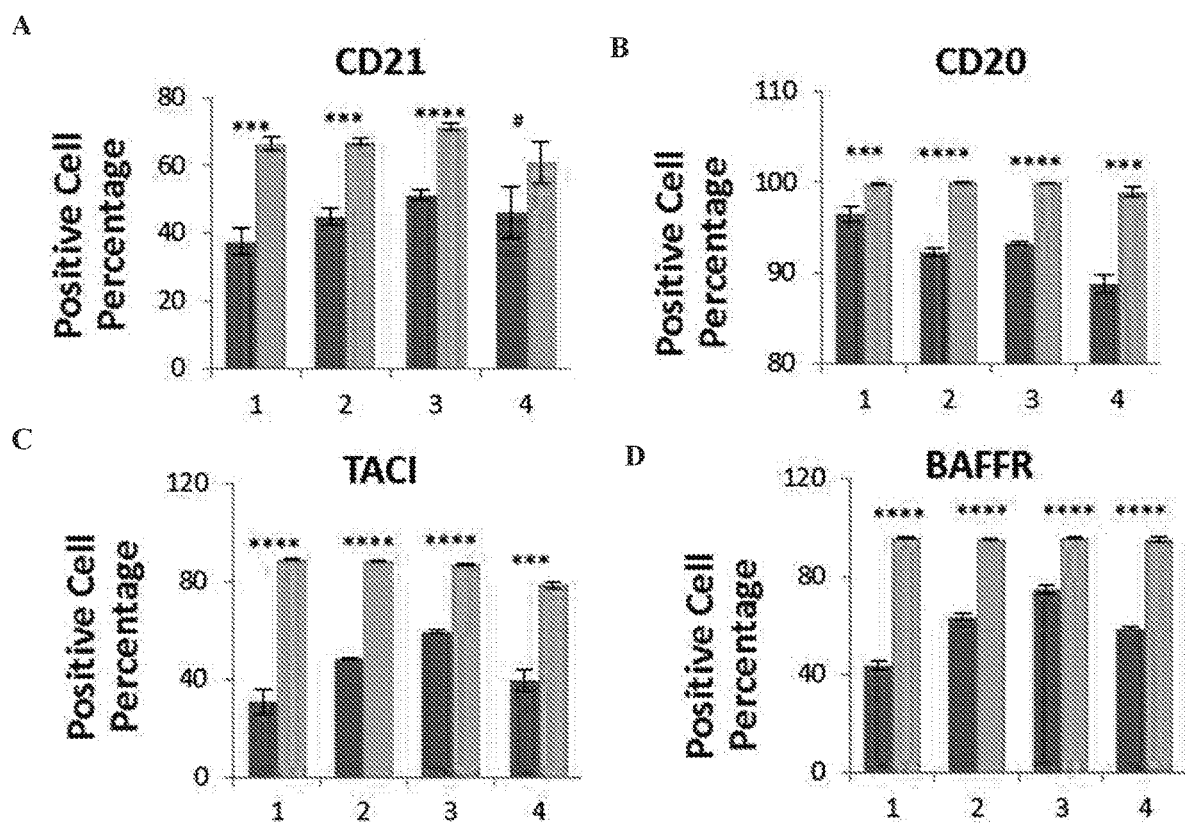 A
CD21
Positive Cell
Percentage
80
60
40
20
0
***
***
****
#
1 2 3 4
B
CD20
Positive Cell
Percentage
110
100
90
80
***
****
****
***
1 2 3 4
C
TACI
Positive Cell
Percentage
120
80
40
0
****
****
****
***
1 2 3 4
D
BAFFR
Positive Cell
Percentage
120
80
40
0
****
****
****
****
1 2 3 4